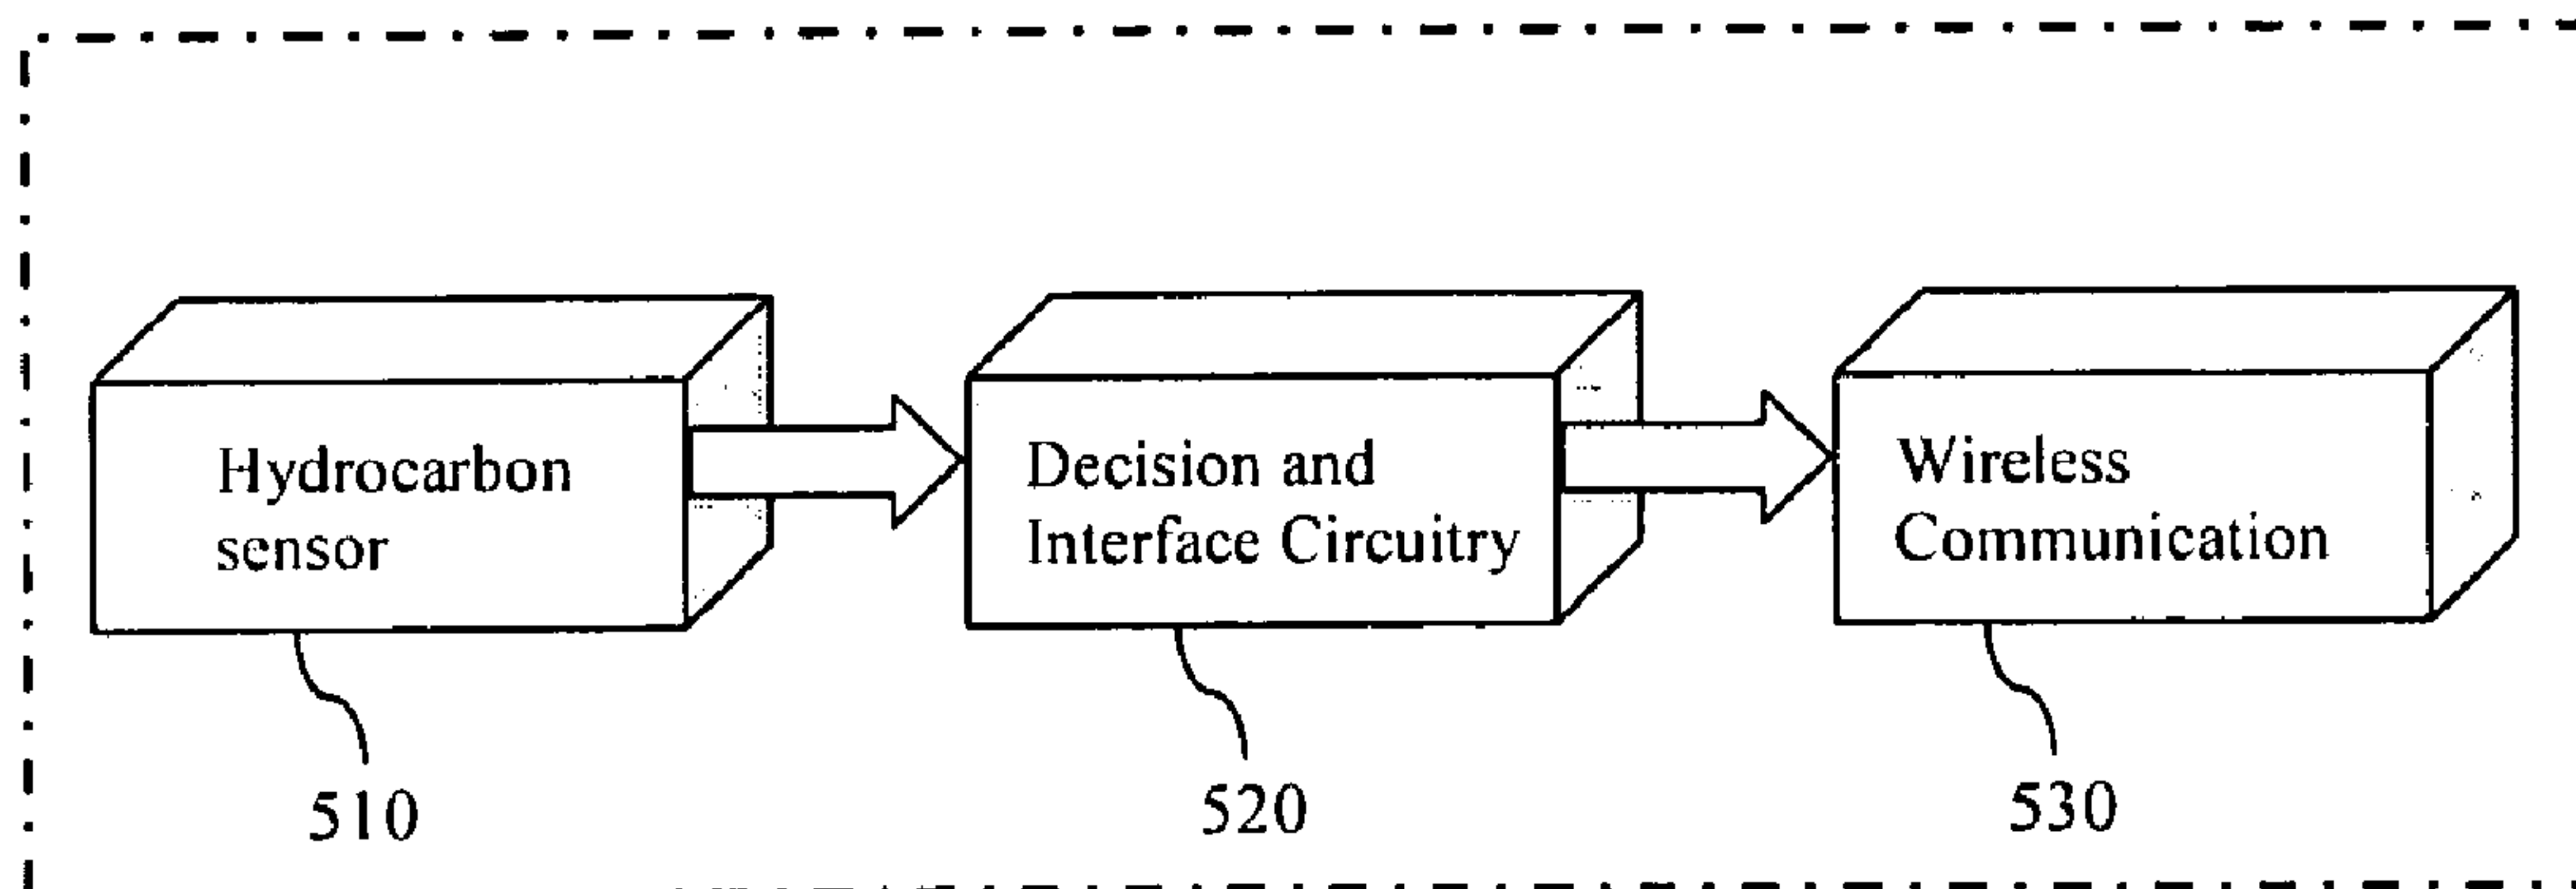 Hydrocarbon
sensor
Decision and
Interface Circuitry
Wireless
Communication
510
520
530